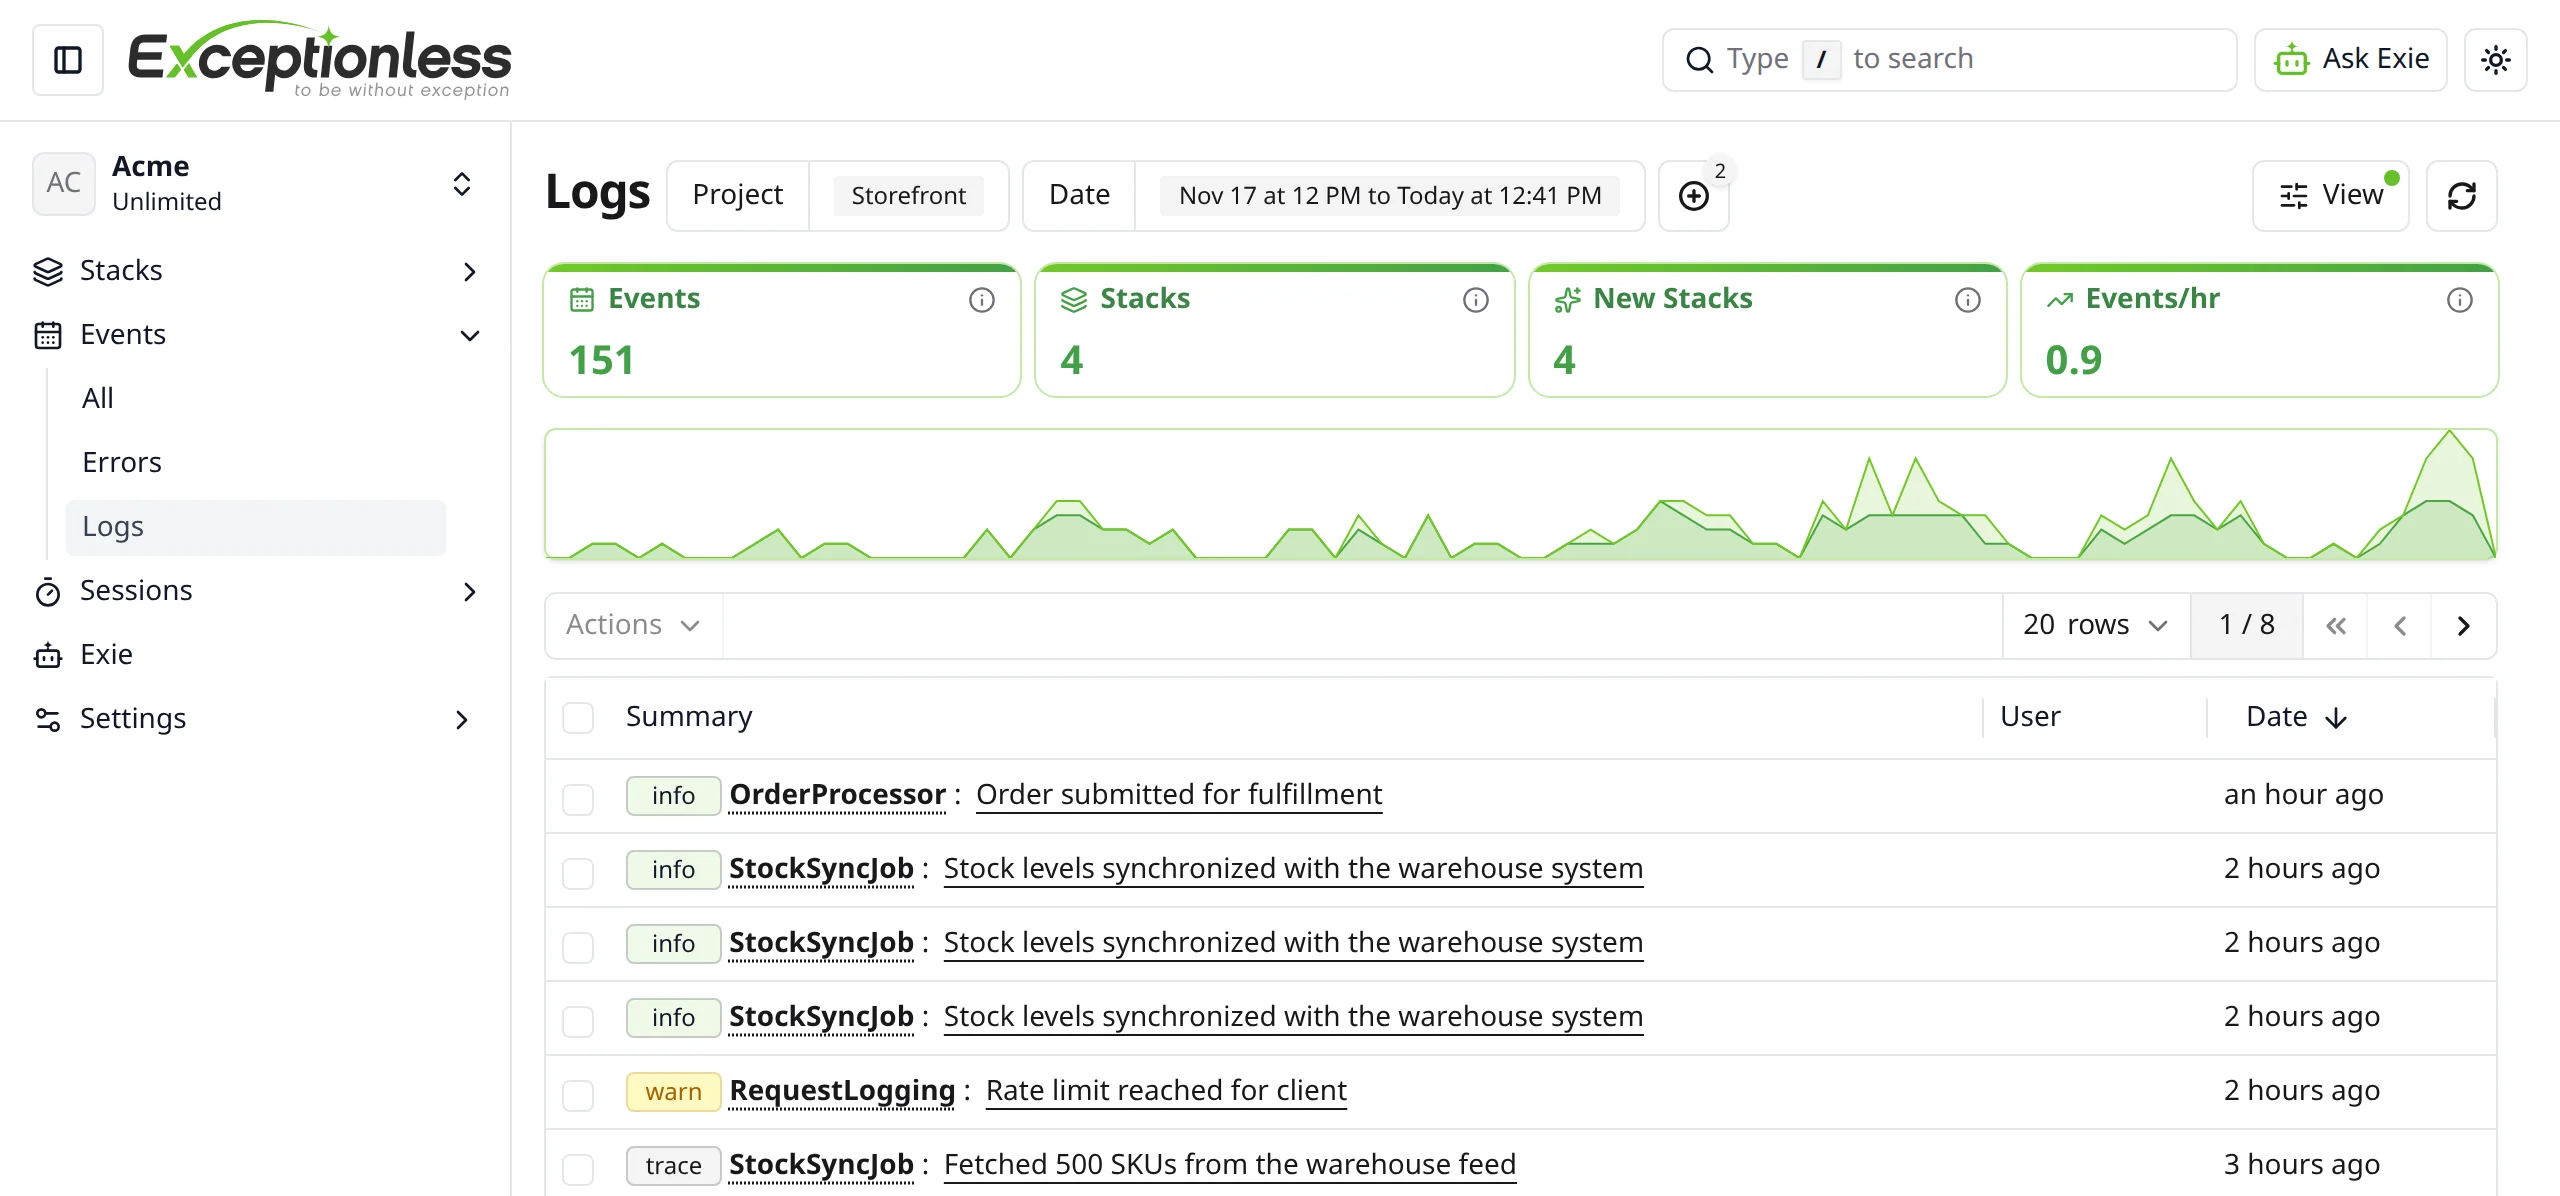 Exceptionless
to be without exception
Type / to search
Ask Exie
AC
Acme
Unlimited
Stacks
Events
All
Errors
Logs
Sessions
Exie
Settings
Logs
Project
Storefront
Date
Nov 17 at 12 PM to Today at 12:41 PM
2
View
Events
151
Stacks
4
New Stacks
4
Events/hr
0.9
Actions
20 rows
1 / 8
Summary
User
Date
info OrderProcessor : Order submitted for fulfillment an hour ago
info StockSyncJob : Stock levels synchronized with the warehouse system 2 hours ago
info StockSyncJob : Stock levels synchronized with the warehouse system 2 hours ago
info StockSyncJob : Stock levels synchronized with the warehouse system 2 hours ago
warn RequestLogging : Rate limit reached for client 2 hours ago
trace StockSyncJob : Fetched 500 SKUs from the warehouse feed 3 hours ago